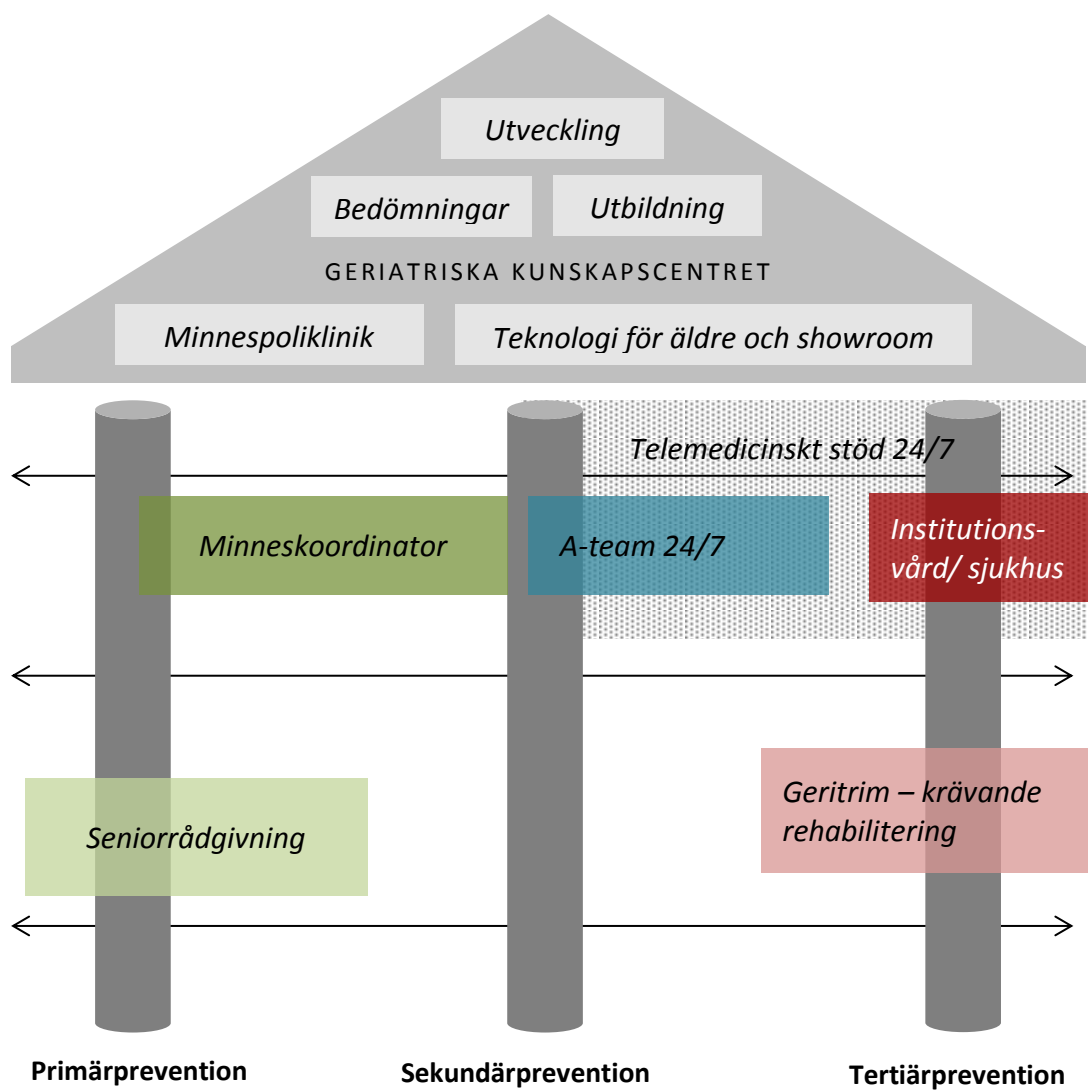 Utveckling
Bedömningar
Utbildning
GERIATRISKA KUNSKAPSCENTRET
Minnespoliklinik
Teknologi för äldre och showroom
Telemedicinskt stöd 24/7
Minneskoordinator
A-team 24/7
Institutions-
vård/ sjukhus
Seniorrådgivning
Geritrim – krävande
rehabilitering
Primärprevention
Sekundärprevention
Tertiärprevention